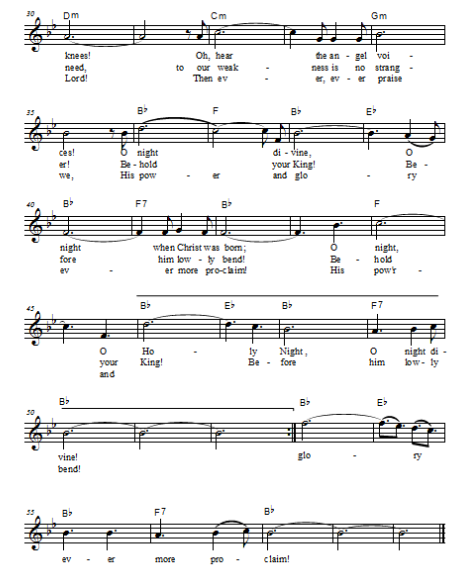 30 Dm Cm Gm
knees! Oh, hear the an - gel voi -
need, to our weak - ness is no strang -
Lord! Then ev - er, ev - er praise
35 B♭ F B♭ E♭
ces! O night di - vine, O
er! Be - hold your King! Be -
we, His pow - er and glo - ry
40 B♭ F7 B♭ F
night when Christ was born; O night,
fore him low - ly bend! Be - hold
ev - er more pro - claim! His pow'r -
45 B♭ E♭ B♭ F7
O Ho - ly Night, O night di -
your King! Be - fore him low - ly
and
50 B♭ B♭ E♭
vine! glo - ry
bend!
55 B♭ F7 B♭
ev - er more pro - claim!